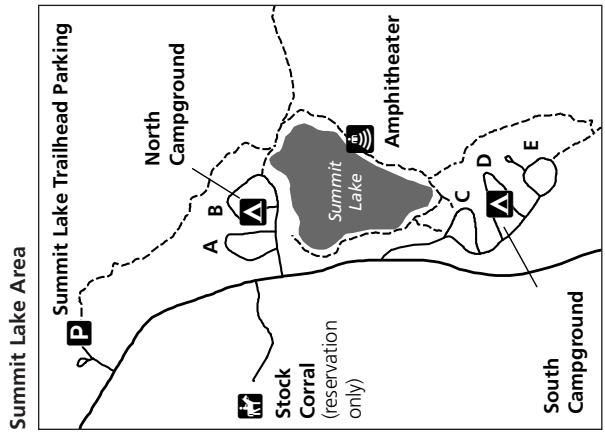 Summit Lake Area
Summit Lake Trailhead Parking
P
North
Campground
A
B
Summit
Lake
Amphitheater
Stock
Corral
(reservation
only)
C
D
E
South
Campground